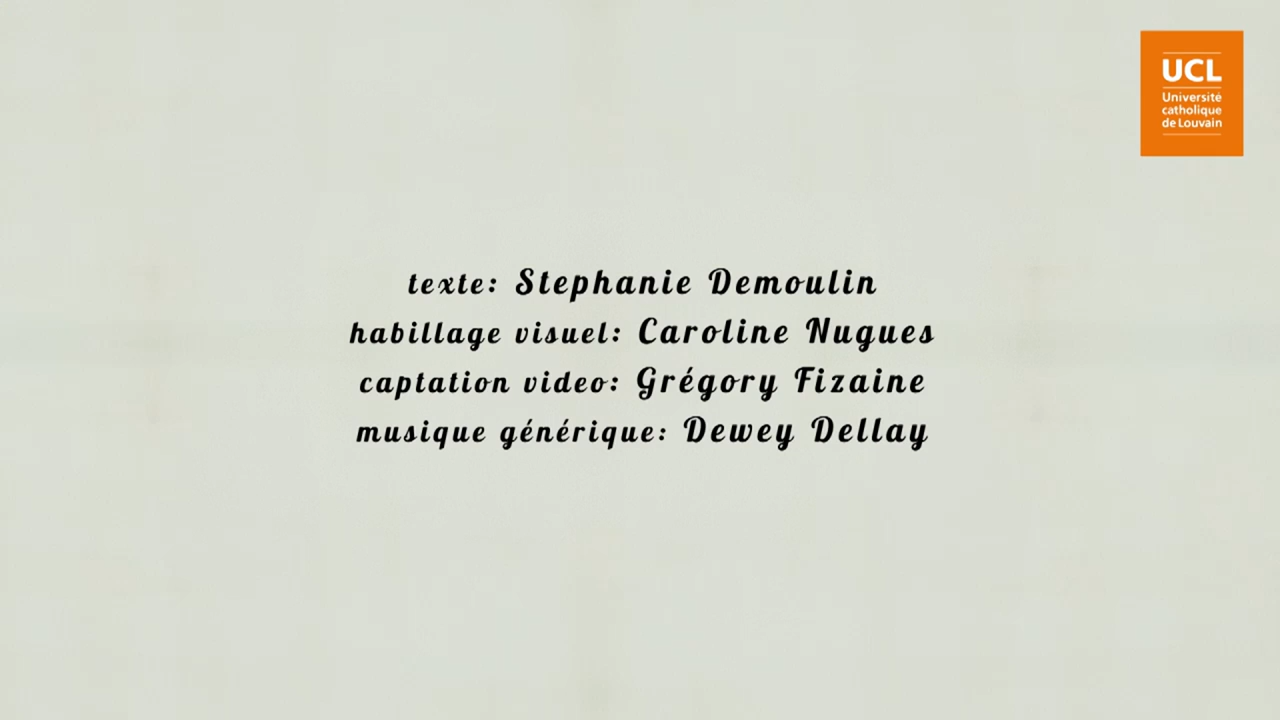 UCL
Université
catholique
de Louvain
texte: Stephanie Demoulin
habillage visuel: Caroline Nugues
captation video: Grégory Fizaine
musique générique: Dewey Dellay